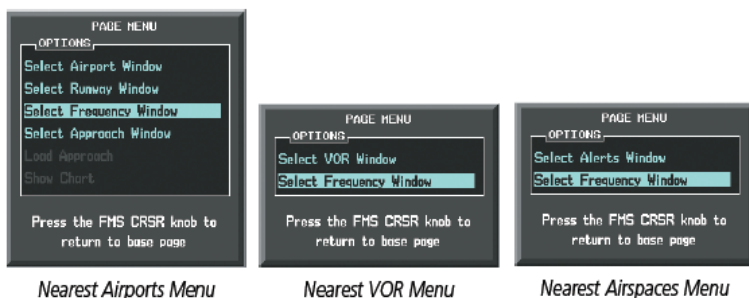 PAGE MENU
OPTIONS
Select Airport Window
Select Runway Window
Select Frequency Window
Select Approach Window
Load Approach
Show Chart
Press the FMS CRSR knob to
return to base page
Nearest Airports Menu
PAGE MENU
OPTIONS
Select VOR Window
Select Frequency Window
Press the FMS CRSR knob to
return to base page
Nearest VOR Menu
PAGE MENU
OPTIONS
Select Alerts Window
Select Frequency Window
Press the FMS CRSR knob to
return to base page
Nearest Airspaces Menu